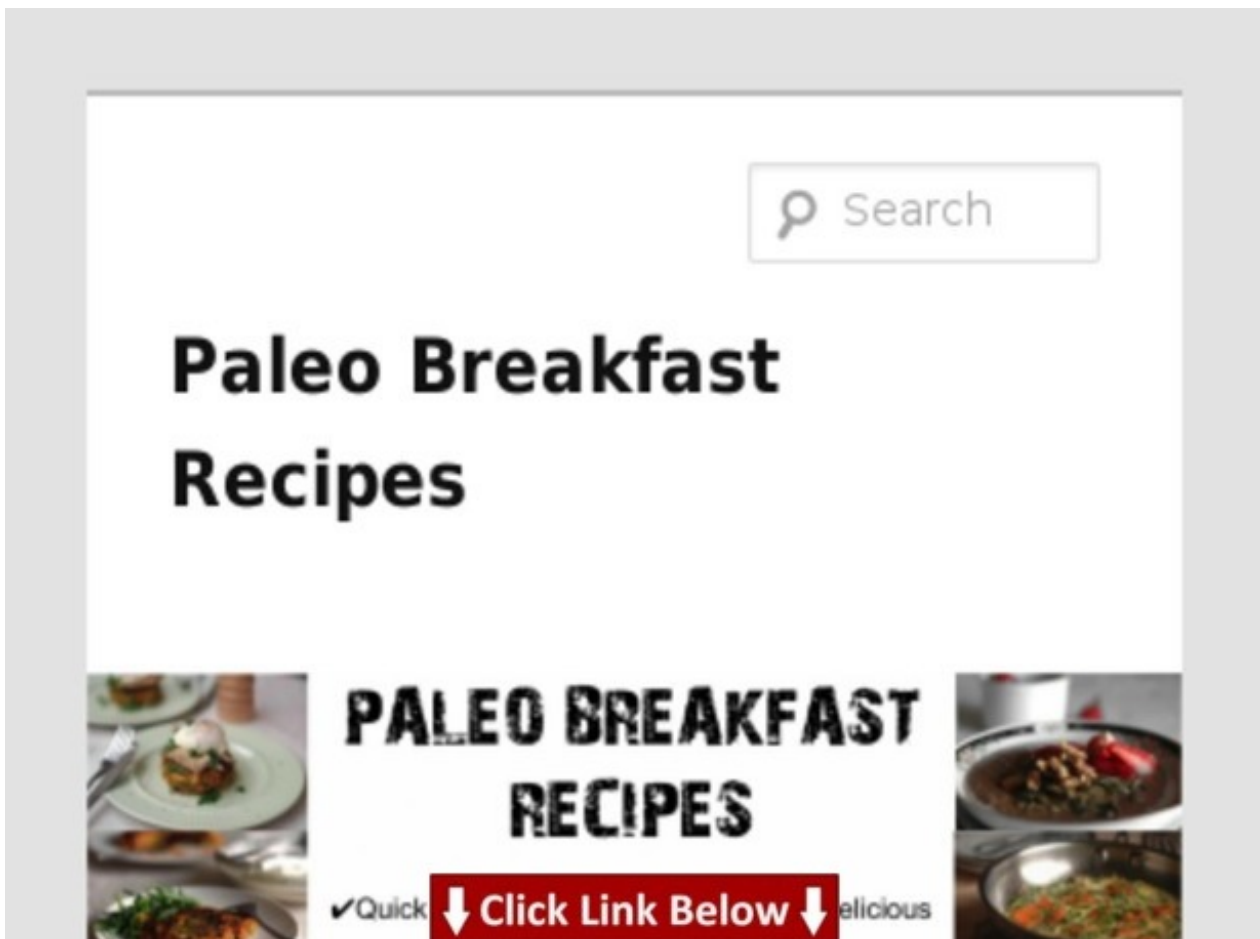 Search
Paleo Breakfast
Recipes
PALEO BREAKFAST
RECIPES
✔Quick ⬇ Click Link Below ⬇ elicious